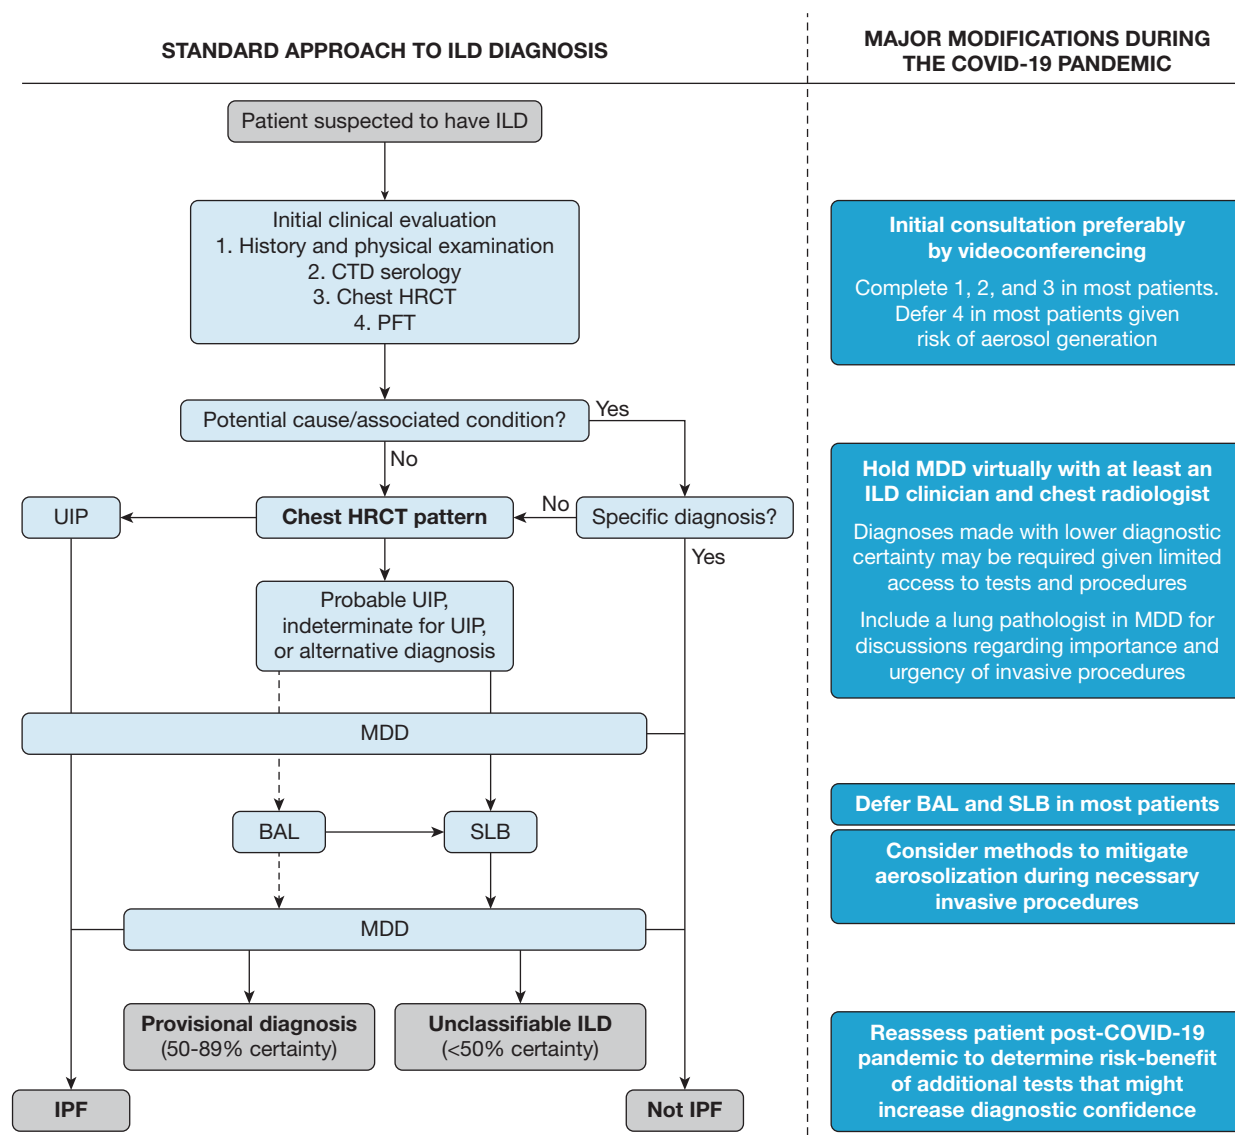 STANDARD APPROACH TO ILD DIAGNOSIS
Patient suspected to have ILD
Initial clinical evaluation
1. History and physical examination
2. CTD serology
3. Chest HRCT
4. PFT
Potential cause/associated condition?
Yes
No
UIP
Chest HRCT pattern
No
Specific diagnosis?
Yes
Probable UIP,
indeterminate for UIP,
or alternative diagnosis
MDD
BAL
SLB
MDD
Provisional diagnosis
(50-89% certainty)
Unclassifiable ILD
(<50% certainty)
IPF
Not IPF
MAJOR MODIFICATIONS DURING
THE COVID-19 PANDEMIC
Initial consultation preferably
by videoconferencing
Complete 1, 2, and 3 in most patients.
Defer 4 in most patients given
risk of aerosol generation
Hold MDD virtually with at least an
ILD clinician and chest radiologist
Diagnoses made with lower diagnostic
certainty may be required given limited
access to tests and procedures
Include a lung pathologist in MDD for
discussions regarding importance and
urgency of invasive procedures
Defer BAL and SLB in most patients
Consider methods to mitigate
aerosolization during necessary
invasive procedures
Reassess patient post-COVID-19
pandemic to determine risk-benefit
of additional tests that might
increase diagnostic confidence